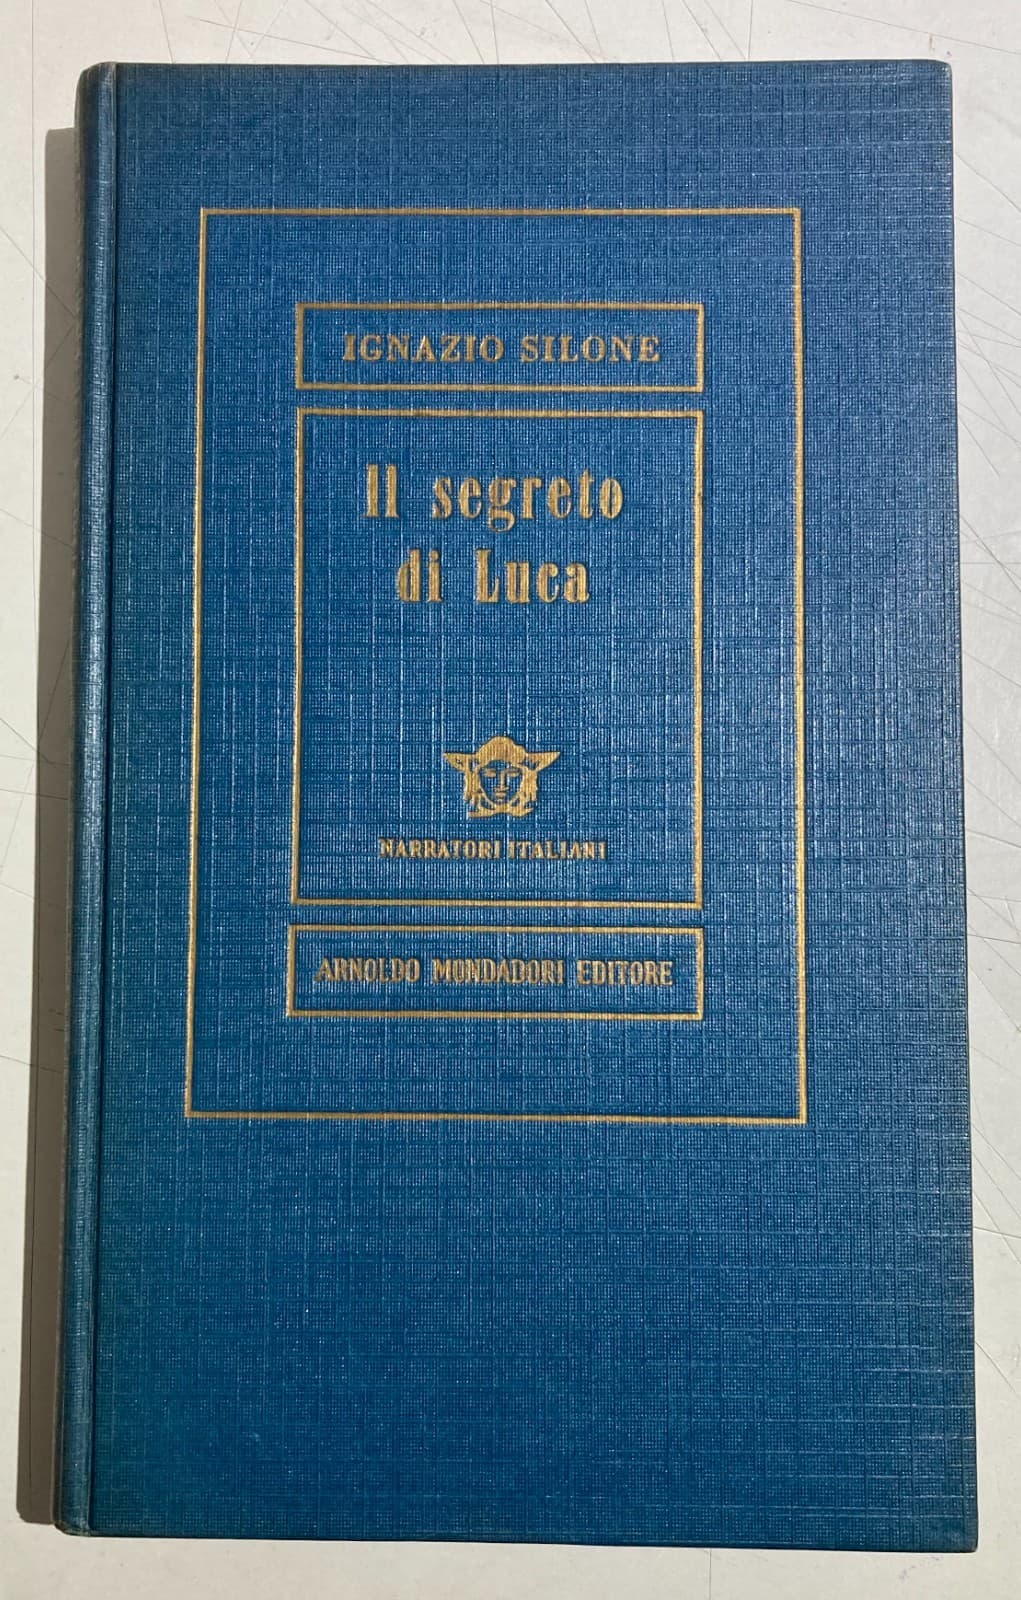 IGNAZIO SILONE
Il segreto
di Luca
NARRATORI ITALIANI
ARNOLDO MONDADORI EDITORE